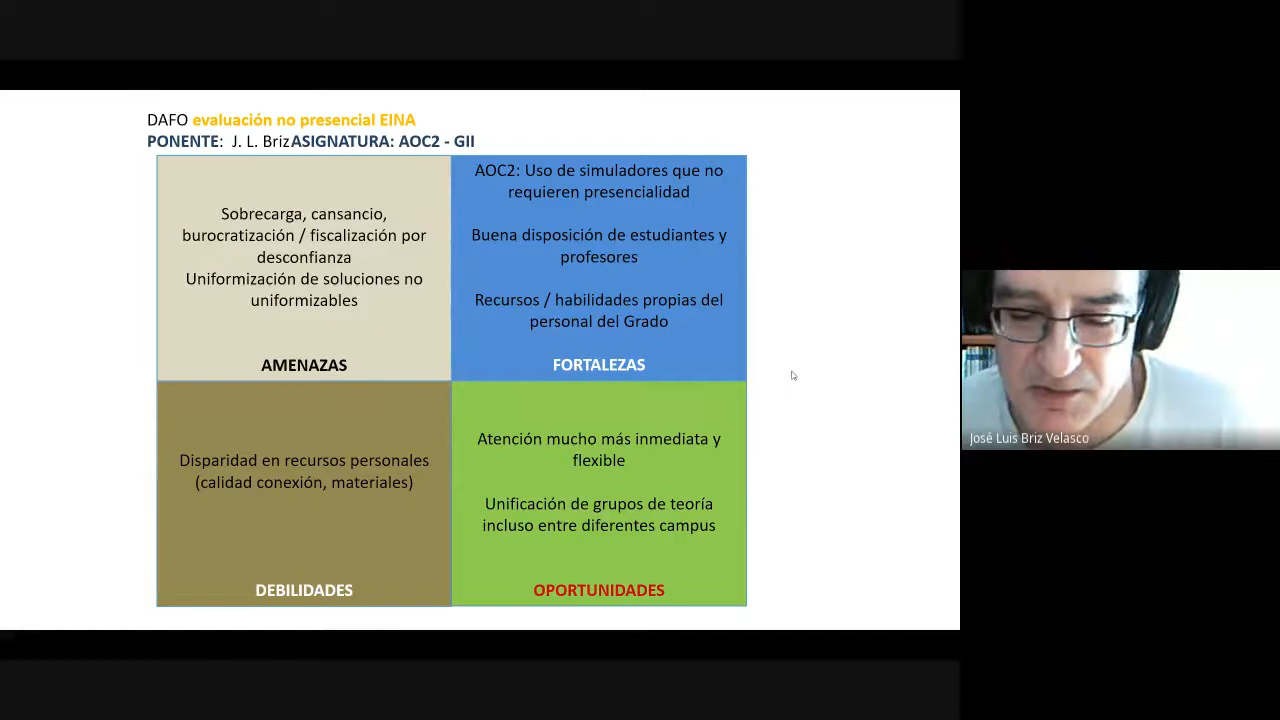 DAFO evaluación no presencial EINA
PONENTE: J. L. BrizASIGNATURA: AOC2 - GII
Sobrecarga, cansancio,
burocratización / fiscalización por
desconfianza
Uniformización de soluciones no
uniformizables
AMENAZAS
AOC2: Uso de simuladores que no
requieren presencialidad
Buena disposición de estudiantes y
profesores
Recursos / habilidades propias del
personal del Grado
FORTALEZAS
Disparidad en recursos personales
(calidad conexión, materiales)
DEBILIDADES
Atención mucho más inmediata y
flexible
Unificación de grupos de teoría
incluso entre diferentes campus
OPORTUNIDADES
José Luis Briz Velasco